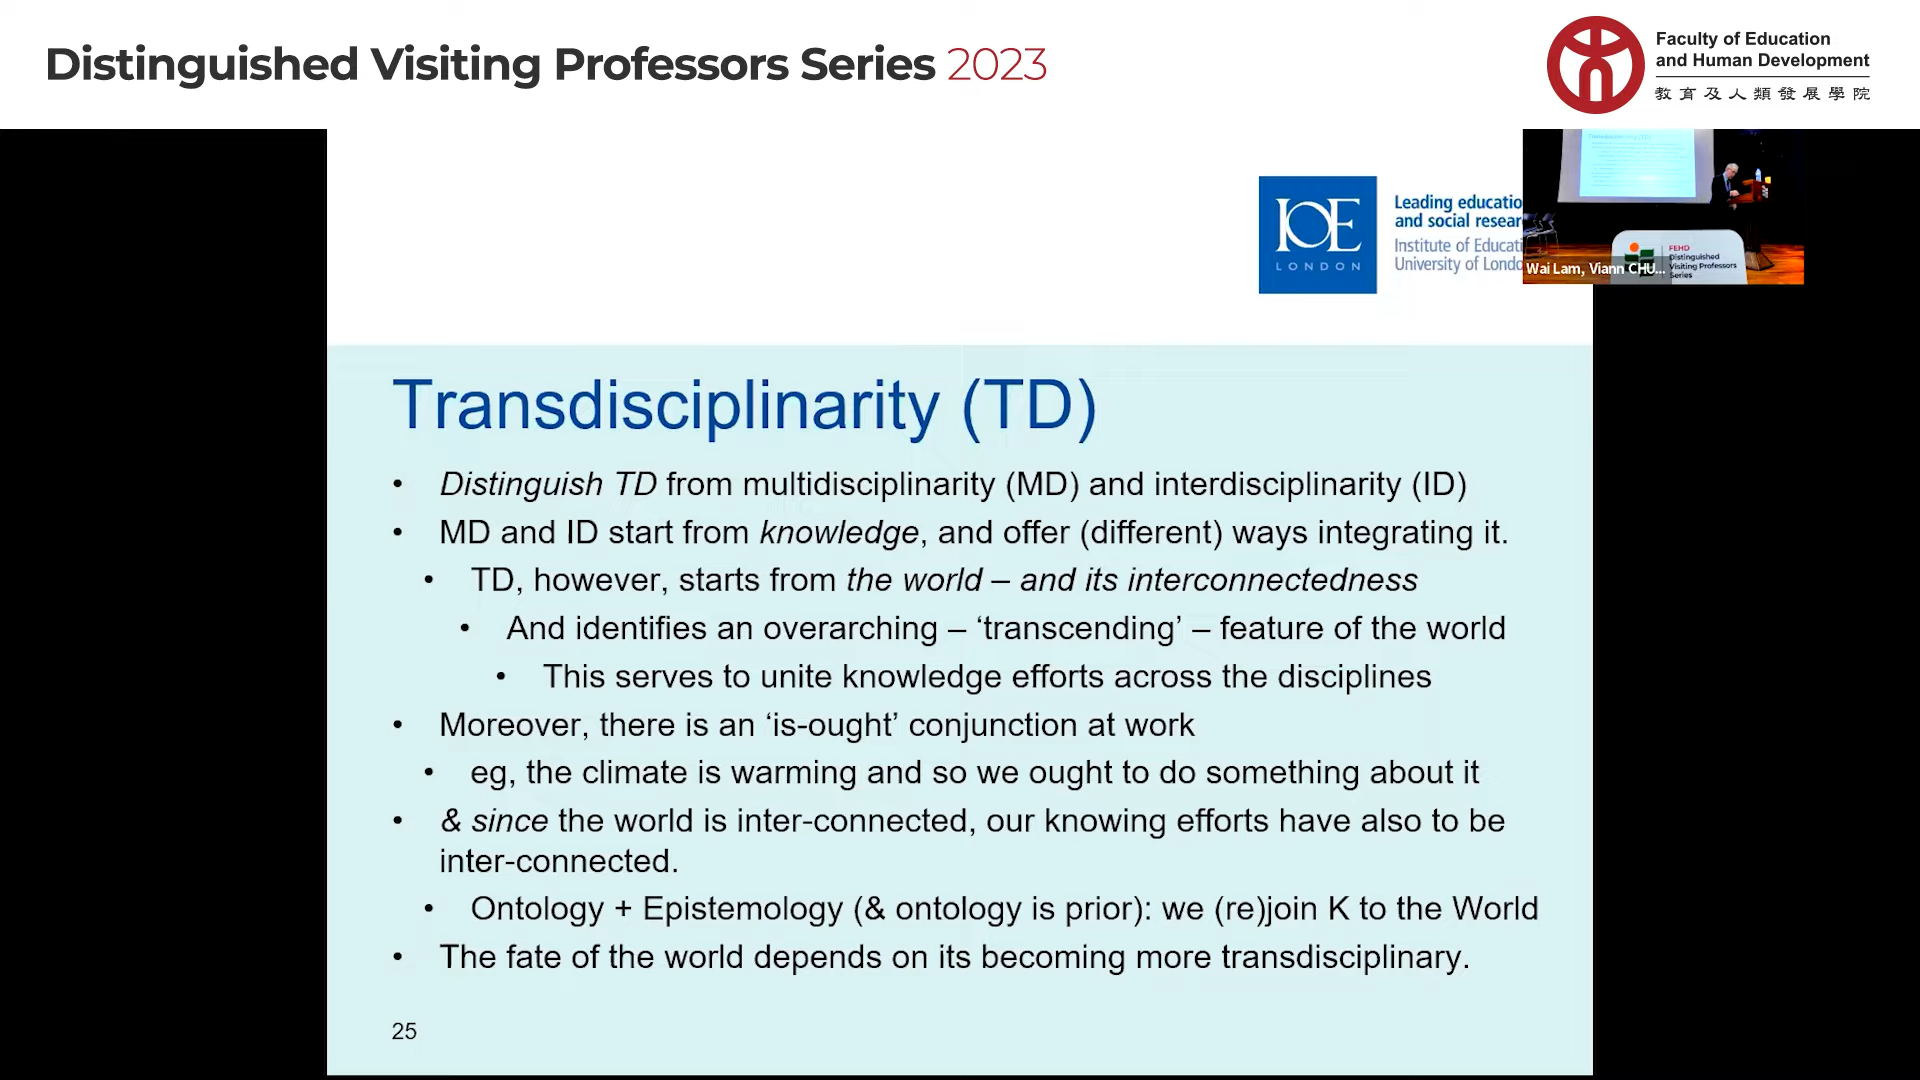 Distinguished Visiting Professors Series 2023
Faculty of Education
and Human Development
教育及人類發展學院
IOE
LONDON
Leading educatio
and social resear
Institute of Educati
University of Londo
Transdisciplinarity (TD)
FEHD
Distinguished
Visiting Professors
Series
Wai Lam, Viann CHU...
Transdisciplinarity (TD)
• Distinguish TD from multidisciplinarity (MD) and interdisciplinarity (ID)
• MD and ID start from knowledge, and offer (different) ways integrating it.
• TD, however, starts from the world – and its interconnectedness
• And identifies an overarching – ‘transcending’ – feature of the world
• This serves to unite knowledge efforts across the disciplines
• Moreover, there is an ‘is-ought’ conjunction at work
• eg, the climate is warming and so we ought to do something about it
• & since the world is inter-connected, our knowing efforts have also to be
inter-connected.
• Ontology + Epistemology (& ontology is prior): we (re)join K to the World
• The fate of the world depends on its becoming more transdisciplinary.
25